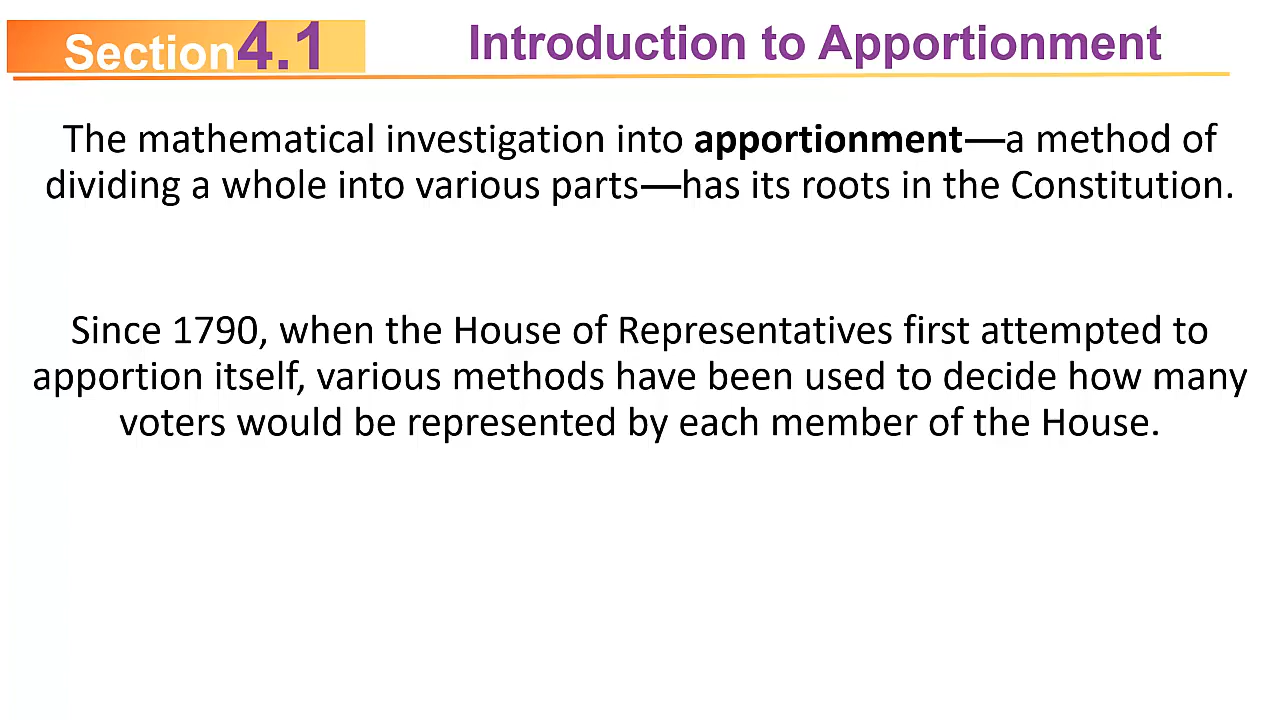 Section4.1
Introduction to Apportionment
The mathematical investigation into apportionment—a method of
dividing a whole into various parts—has its roots in the Constitution.
Since 1790, when the House of Representatives first attempted to
apportion itself, various methods have been used to decide how many
voters would be represented by each member of the House.